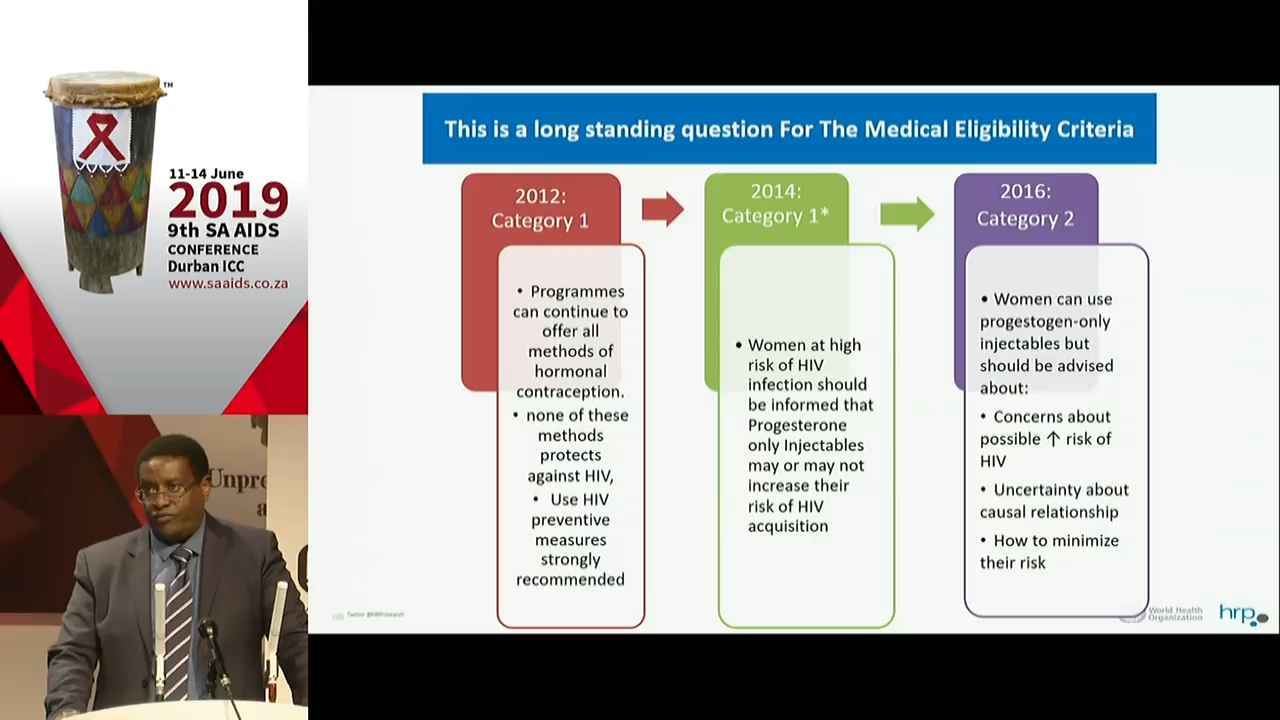 TM
11-14 June
2019
9th SA AIDS
CONFERENCE
Durban ICC
www.saaids.co.za
Unpre
a
This is a long standing question For The Medical Eligibility Criteria
2012:
Category 1
• Programmes
can continue to
offer all
methods of
hormonal
contraception.
• none of these
methods
protects
against HIV,
• Use HIV
preventive
measures
strongly
recommended
2014:
Category 1*
• Women at high
risk of HIV
infection should
be informed that
Progesterone
only Injectables
may or may not
increase their
risk of HIV
acquisition
2016:
Category 2
• Women can use
progestogen-only
injectables but
should be advised
about:
• Concerns about
possible ↑ risk of
HIV
• Uncertainty about
causal relationship
• How to minimize
their risk
Twitter @HRPresearch
World Health
Organization
hrp